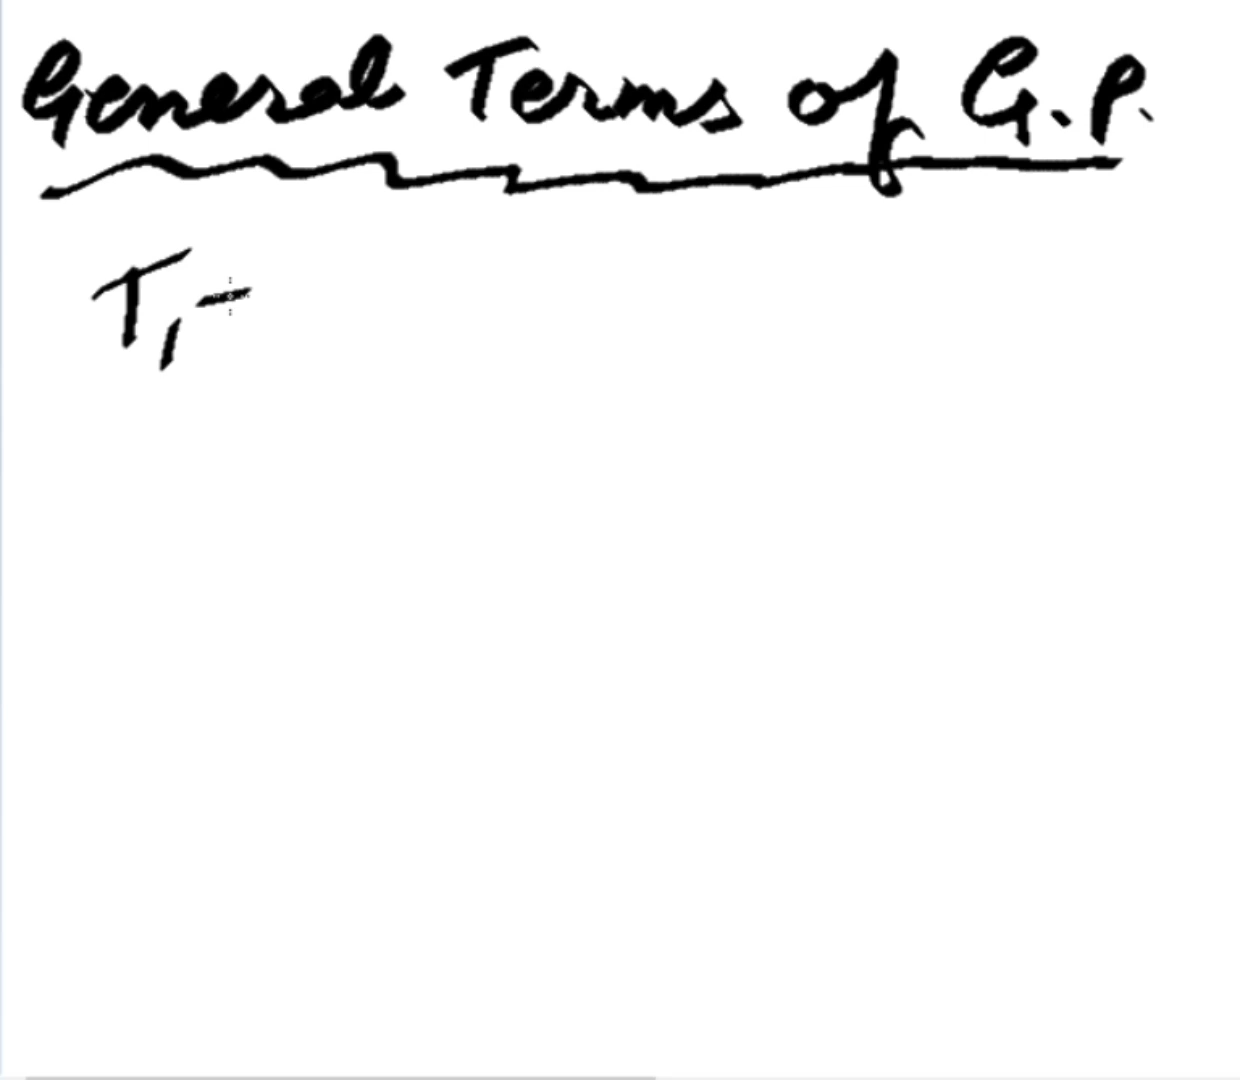 General Terms of G.P.
T₁ -